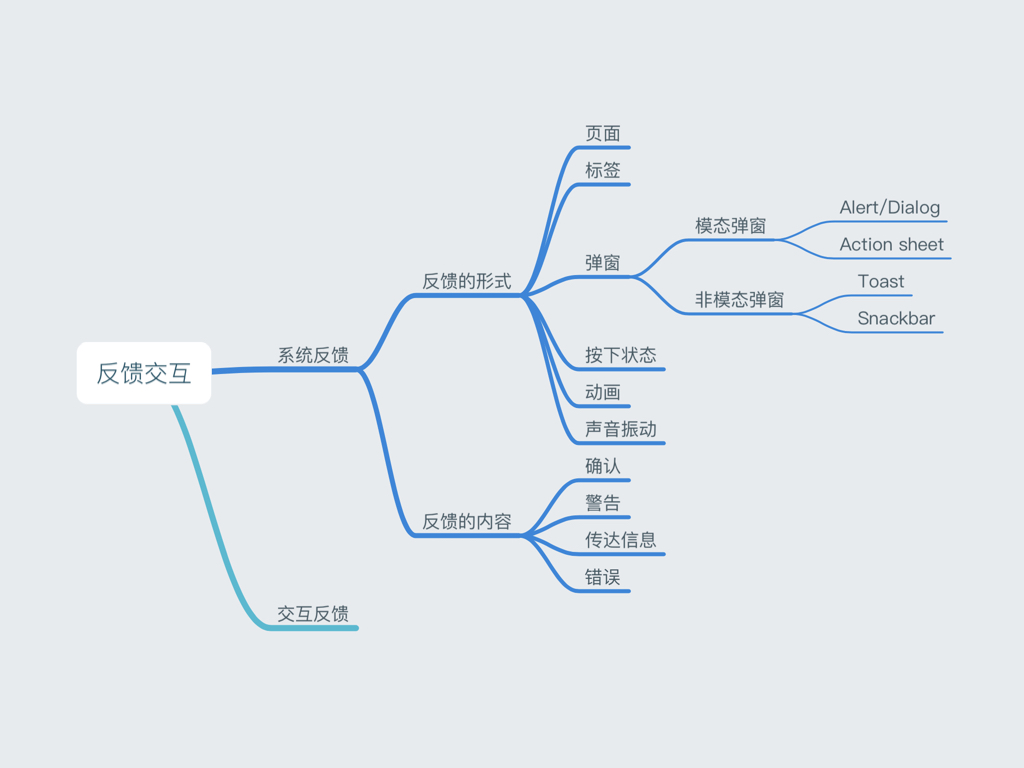 反馈交互
系统反馈
反馈的形式
页面
标签
弹窗
模态弹窗
Alert/Dialog
Action sheet
非模态弹窗
Toast
Snackbar
按下状态
动画
声音振动
反馈的内容
确认
警告
传达信息
错误
交互反馈